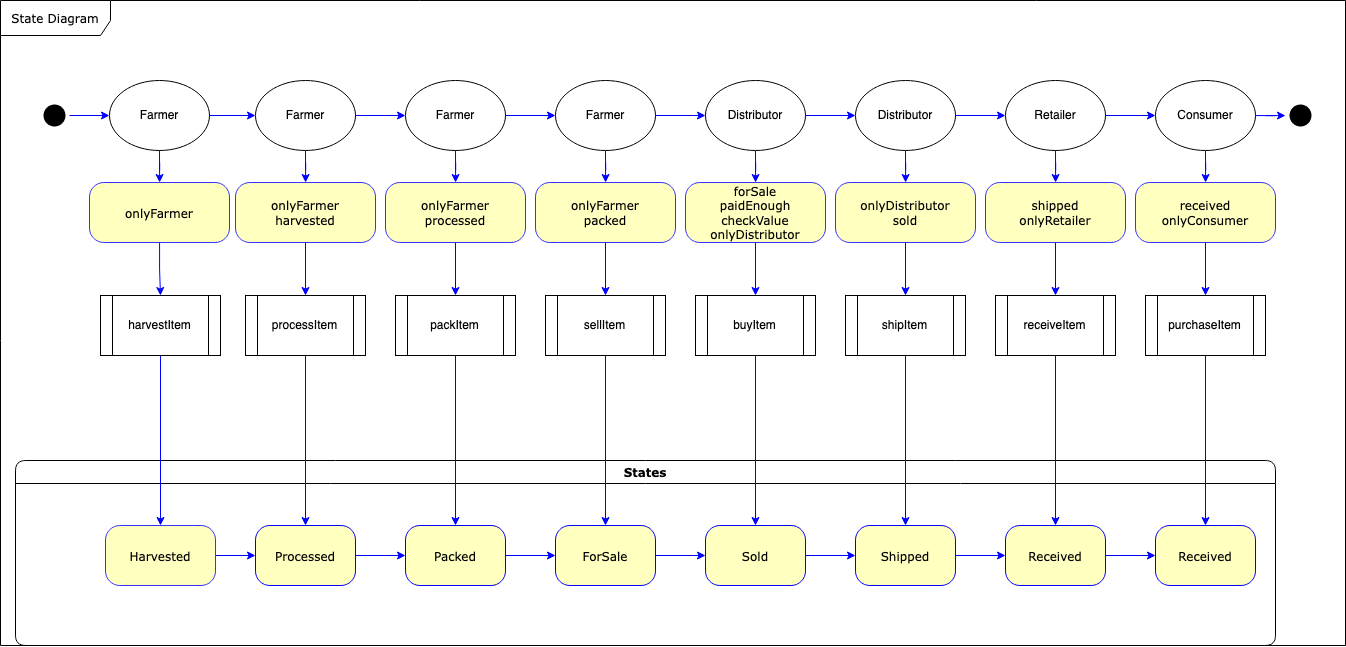 State Diagram
Farmer
Farmer
Farmer
Farmer
Distributor
Distributor
Retailer
Consumer
onlyFarmer
onlyFarmer
harvested
onlyFarmer
processed
onlyFarmer
packed
forSale
paidEnough
checkValue
onlyDistributor
onlyDistributor
sold
shipped
onlyRetailer
received
onlyConsumer
harvestItem
processItem
packItem
sellItem
buyItem
shipItem
receiveItem
purchaseItem
States
Harvested
Processed
Packed
ForSale
Sold
Shipped
Received
Received